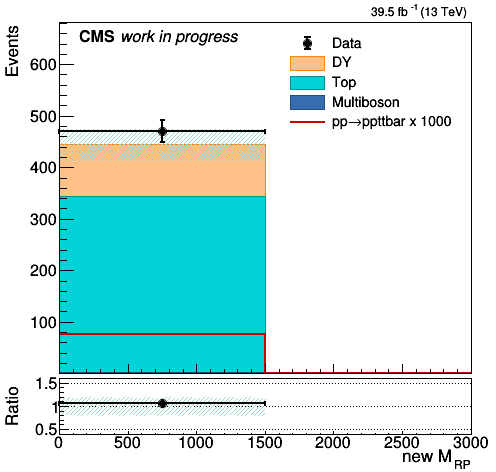 39.5 fb⁻¹ (13 TeV)
CMS work in progress
Data
DY
Top
Multiboson
pp→ppttbar x 1000
Events
600
500
400
300
200
100
Ratio
1.5
1
0.5
0 500 1000 1500 2000 2500 3000
new M_RP